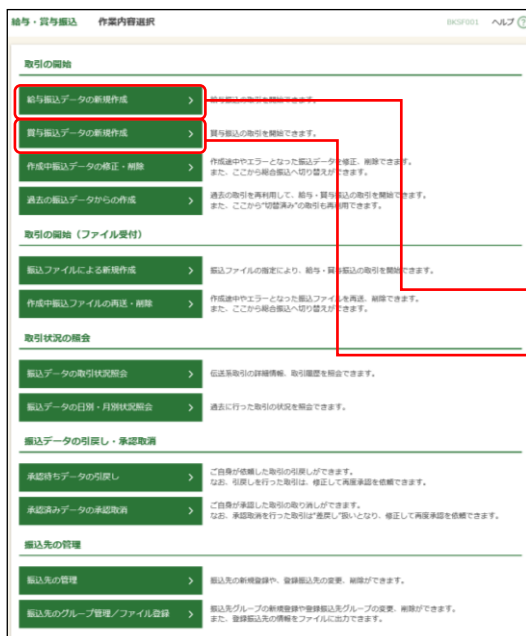 給与・賞与振込 作業内容選択 BKSF001 ヘルプ ?
取引の開始
給与振込データの新規作成 給与振込の取引を開始できます。
賞与振込データの新規作成 賞与振込の取引を開始できます。
作成中振込データの修正・削除 作成途中やエラーとなった振込データを修正、削除できます。
また、ここから総合振込へ切り替えができます。
過去の振込データからの作成 過去の取引を再利用して、給与・賞与振込の取引を開始できます。
また、ここから“切替済み”の取引も再利用できます。
取引の開始（ファイル受付）
振込ファイルによる新規作成 振込ファイルの指定により、給与・賞与振込の取引を開始できます。
作成中振込ファイルの再送・削除 作成途中やエラーとなった振込ファイルを再送、削除できます。
また、ここから総合振込へ切り替えができます。
取引状況の照会
振込データの取引状況照会 伝送系取引の詳細情報、取引履歴を照会できます。
振込データの日別・月別状況照会 過去に行った取引の状況を照会できます。
振込データの引戻し・承認取消
承認待ちデータの引戻し ご自身が依頼した取引の引戻しができます。
なお、引戻しを行った取引は、修正して再度承認を依頼できます。
承認済みデータの承認取消 ご自身が承認した取引の取り消しができます。
なお、承認取消を行った取引は“差戻し”扱いとなり、修正して再度承認を依頼できます。
振込先の管理
振込先の管理 振込先の新規登録や、登録振込先の変更、削除ができます。
振込先のグループ管理／ファイル登録 振込先グループの新規登録や登録振込先グループの変更、削除ができます。
また、登録振込先の情報をファイルに出力できます。